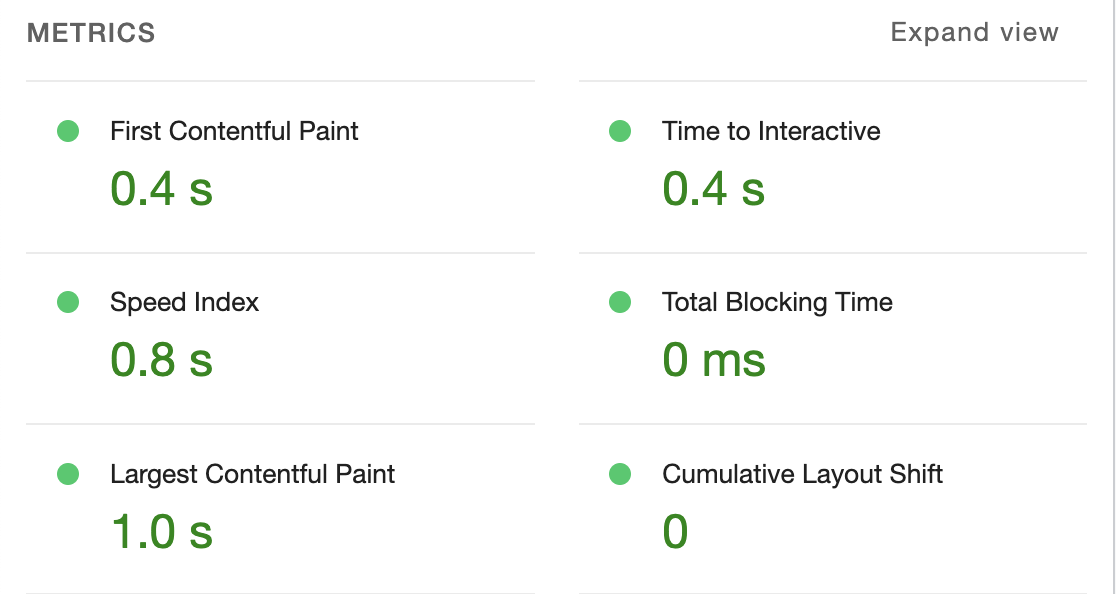 METRICS
Expand view
First Contentful Paint
0.4 s
Time to Interactive
0.4 s
Speed Index
0.8 s
Total Blocking Time
0 ms
Largest Contentful Paint
1.0 s
Cumulative Layout Shift
0